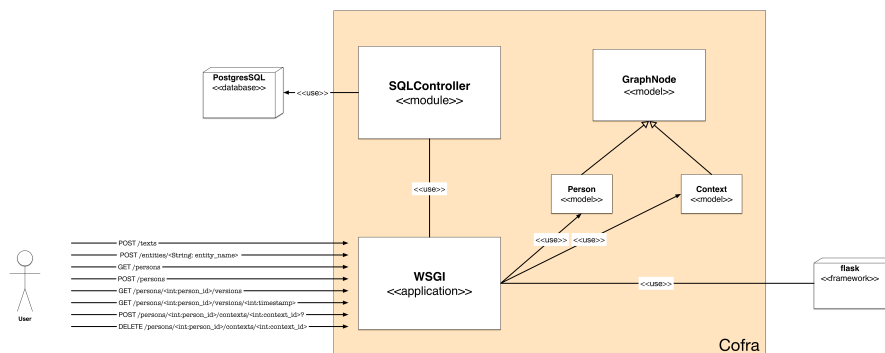 PostgresSQL
<<database>>
<<use>>
SQLController
<<module>>
GraphNode
<<model>>
<<use>>
Person
<<model>>
Context
<<model>>
<<use>>
<<use>>
POST /texts
POST /entities/<String: entity_name>
GET /persons
POST /persons
GET /persons/<int:person_id>/versions
GET /persons/<int:person_id>/versions/<int:timestamp>
POST /persons/<int:person_id>/contexts/<int:context_id>?
DELETE /persons/<int:person_id>/contexts/<int:context_id>
User
WSGI
<<application>>
<<use>>
flask
<<framework>>
Cofra